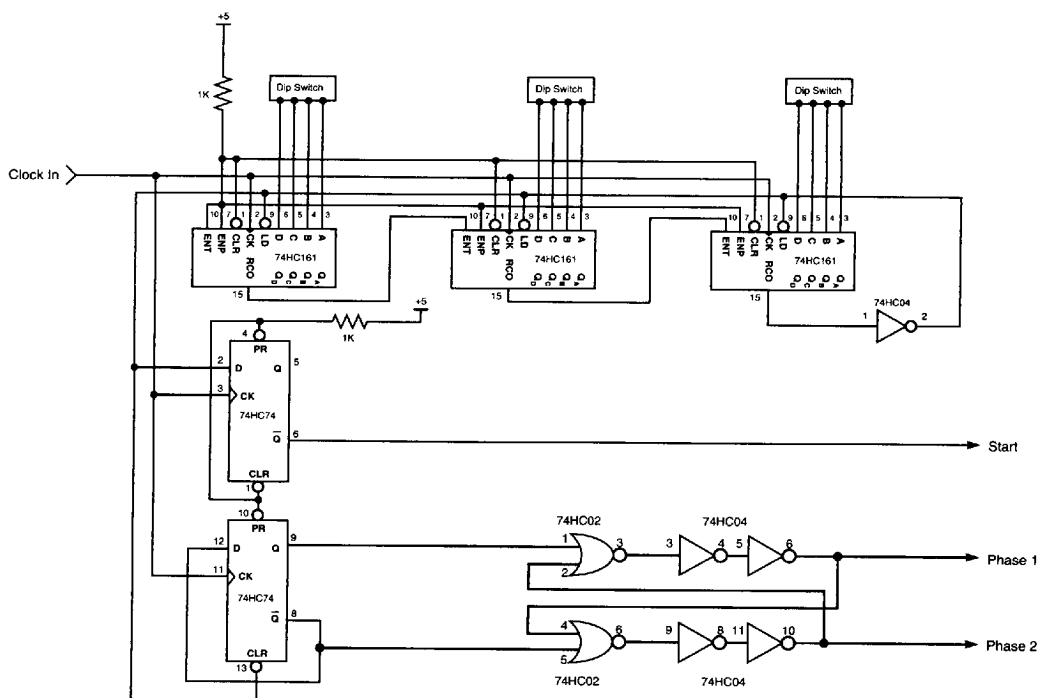 +5
1K
Dip Switch
Dip Switch
Dip Switch
Clock In
10 7 1 2 9 6 5 4 3
10 7 1 2 9 6 5 4 3
10 7 1 2 9 6 5 4 3
ENT ENP CLR CK LD D C B A
RCO QD QC QB QA
74HC161
15
ENT ENP CLR CK LD D C B A
RCO QD QC QB QA
74HC161
15
ENT ENP CLR CK LD D C B A
RCO QD QC QB QA
74HC161
15
74HC04
1 2
+5
1K
4
PR
2 D Q 5
3 CK
74HC74
Q 6
CLR
1
Start
10
PR
12 D Q 9
11 CK
74HC74
Q 8
CLR
13
74HC02
1 2 3
74HC04
3 4 5 6
Phase 1
4 5 6
9 8 11 10
Phase 2
74HC02
74HC04